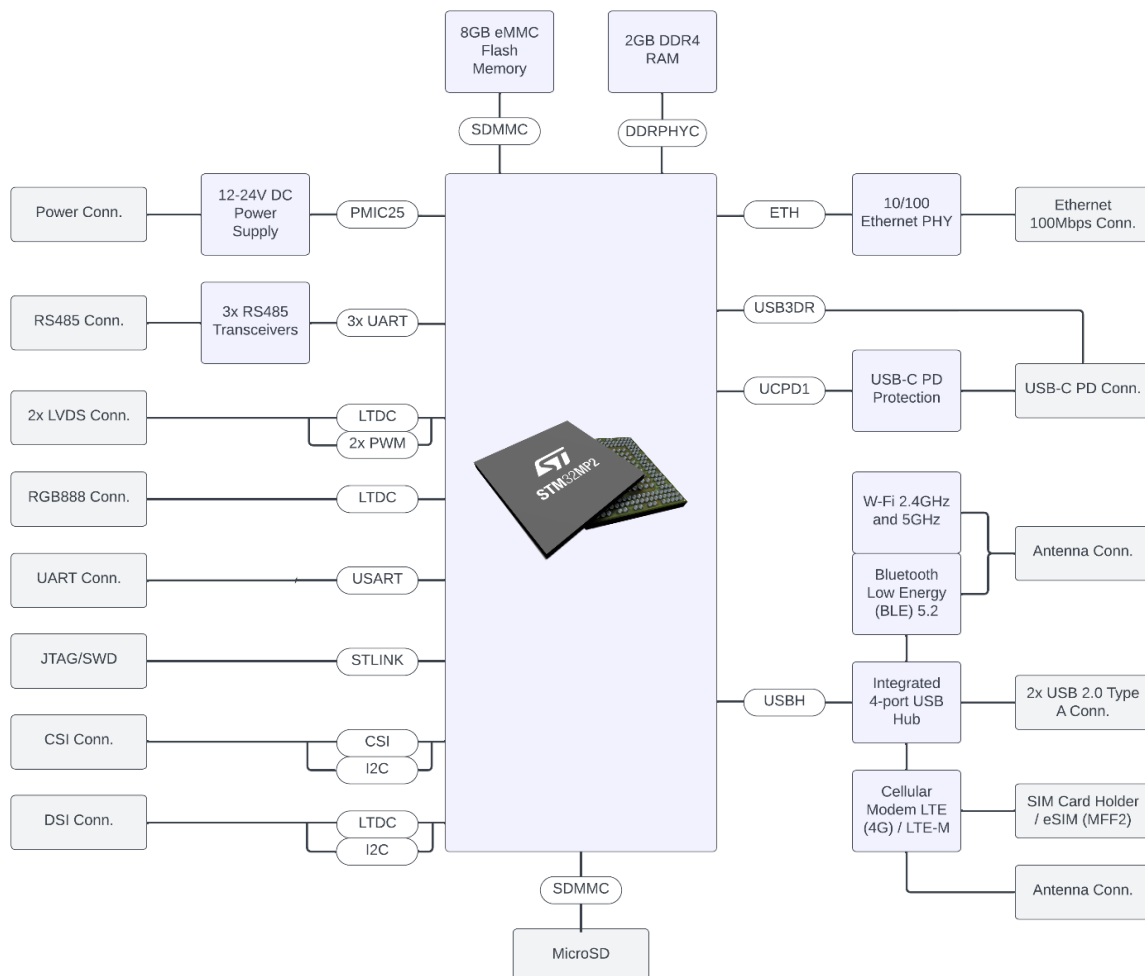 8GB eMMC
Flash
Memory
2GB DDR4
RAM
SDMMC
DDRPHYC
Power Conn.
12-24V DC
Power
Supply
PMIC25
ETH
10/100
Ethernet PHY
Ethernet
100Mbps Conn.
RS485 Conn.
3x RS485
Transceivers
3x UART
USB3DR
2x LVDS Conn.
LTDC
2x PWM
UCPD1
USB-C PD
Protection
USB-C PD Conn.
RGB888 Conn.
LTDC
ST
STM32MP2
W-Fi 2.4GHz
and 5GHz
Antenna Conn.
UART Conn.
USART
Bluetooth
Low Energy
(BLE) 5.2
JTAG/SWD
STLINK
USBH
Integrated
4-port USB
Hub
2x USB 2.0 Type
A Conn.
CSI Conn.
CSI
I2C
DSI Conn.
LTDC
I2C
Cellular
Modem LTE
(4G) / LTE-M
SIM Card Holder
/ eSIM (MFF2)
Antenna Conn.
SDMMC
MicroSD